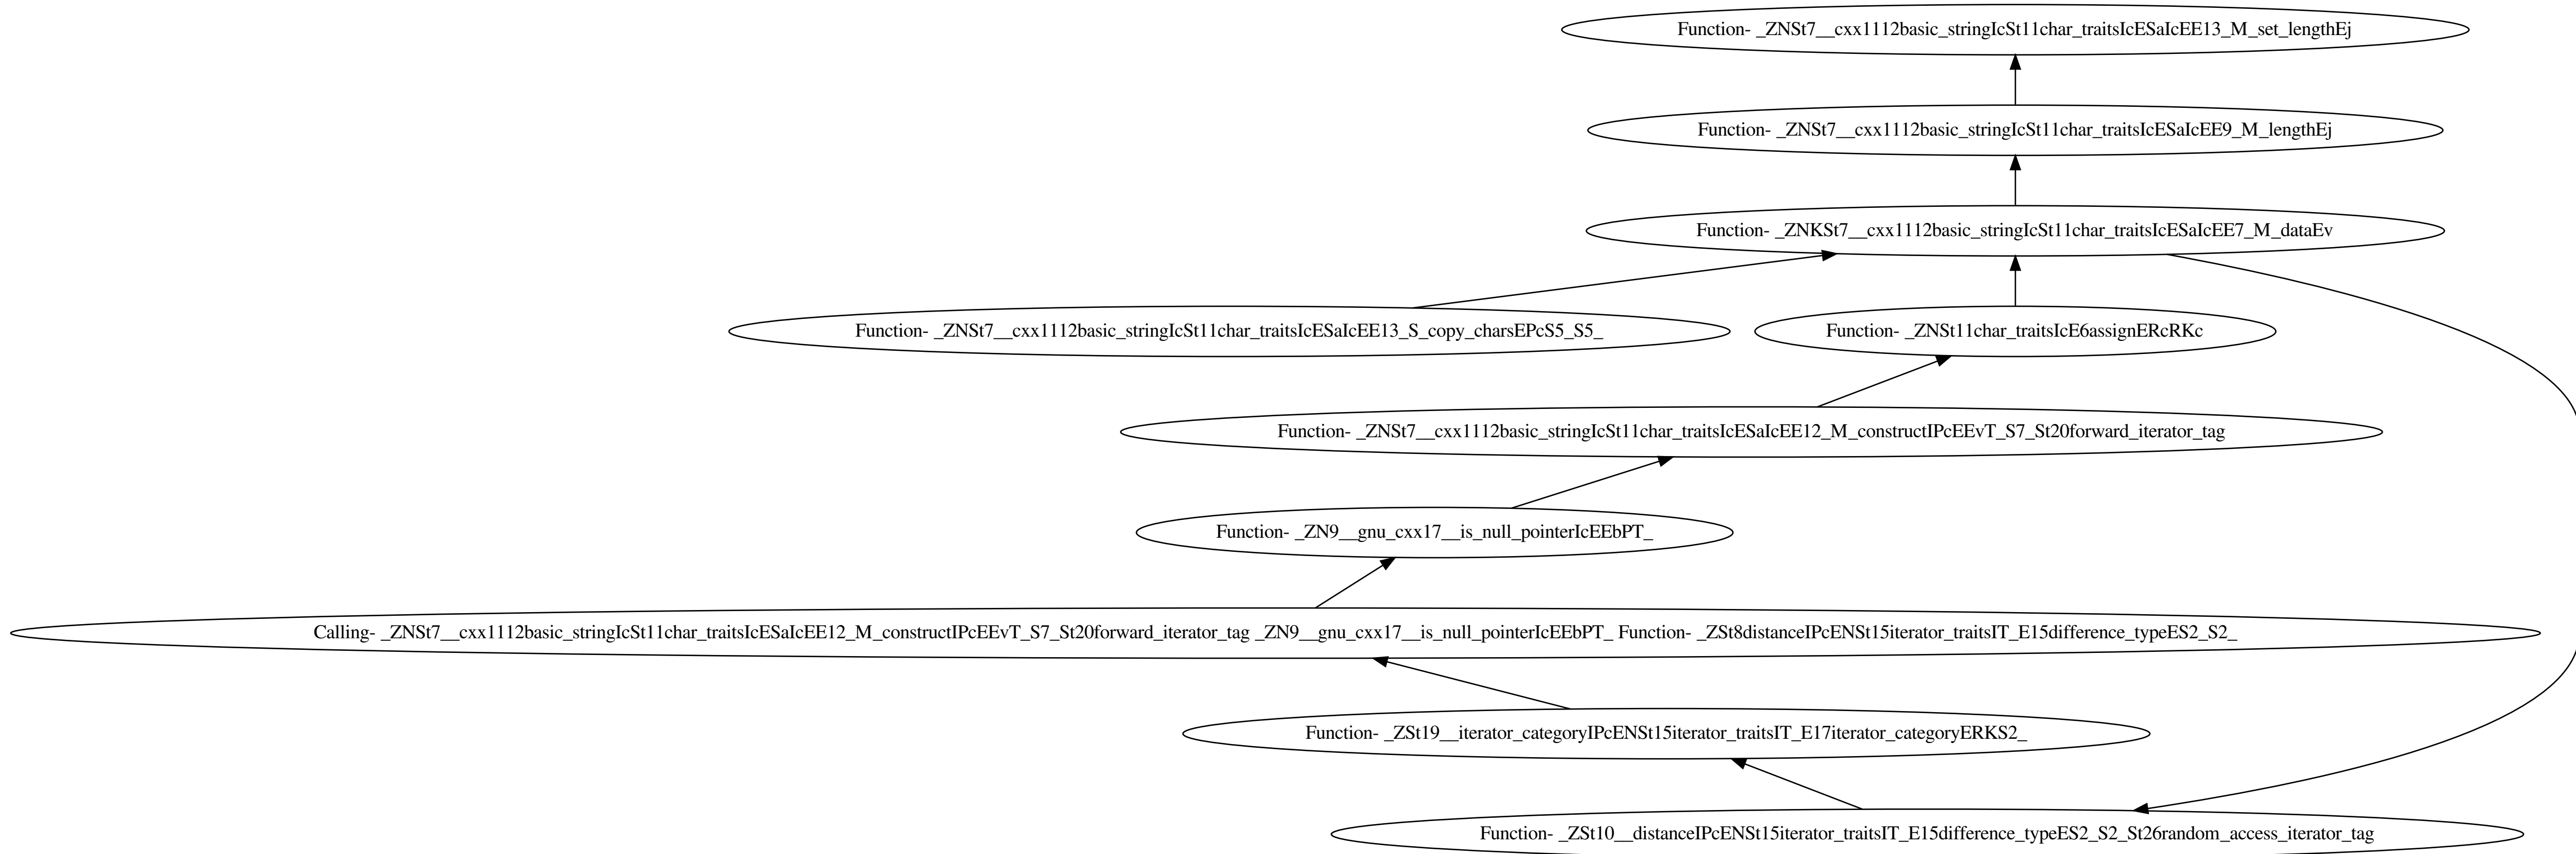 Function- _ZNSt7__cxx1112basic_stringIcSt11char_traitsIcESaIcEE13_M_set_lengthEj
Function- _ZNSt7__cxx1112basic_stringIcSt11char_traitsIcESaIcEE9_M_lengthEj
Function- _ZNKSt7__cxx1112basic_stringIcSt11char_traitsIcESaIcEE7_M_dataEv
Function- _ZNSt7__cxx1112basic_stringIcSt11char_traitsIcESaIcEE13_S_copy_charsEPcS5_S5_
Function- _ZNSt11char_traitsIcE6assignERcRKc
Function- _ZNSt7__cxx1112basic_stringIcSt11char_traitsIcESaIcEE12_M_constructIPcEEvT_S7_St20forward_iterator_tag
Function- _ZN9__gnu_cxx17__is_null_pointerIcEEbPT_
Calling- _ZNSt7__cxx1112basic_stringIcSt11char_traitsIcESaIcEE12_M_constructIPcEEvT_S7_St20forward_iterator_tag _ZN9__gnu_cxx17__is_null_pointerIcEEbPT_ Function- _ZSt8distanceIPcENSt15iterator_traitsIT_E15difference_typeES2_S2_
Function- _ZSt19__iterator_categoryIPcENSt15iterator_traitsIT_E17iterator_categoryERKS2_
Function- _ZSt10__distanceIPcENSt15iterator_traitsIT_E15difference_typeES2_S2_St26random_access_iterator_tag